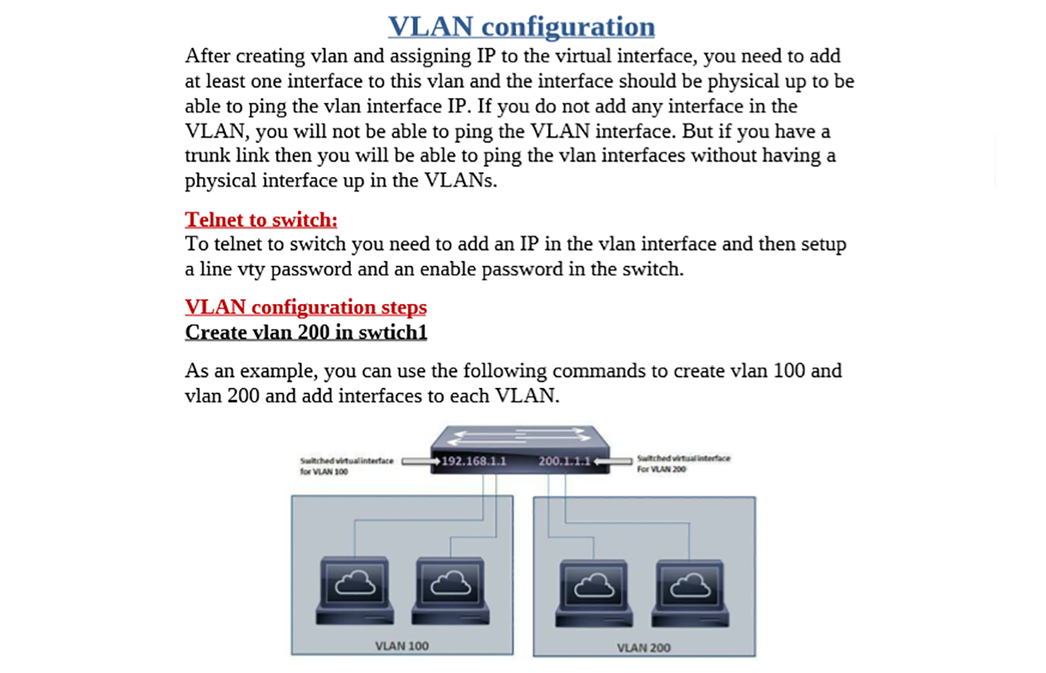 VLAN configuration
After creating vlan and assigning IP to the virtual interface, you need to add
at least one interface to this vlan and the interface should be physical up to be
able to ping the vlan interface IP. If you do not add any interface in the
VLAN, you will not be able to ping the VLAN interface. But if you have a
trunk link then you will be able to ping the vlan interfaces without having a
physical interface up in the VLANs.
Telnet to switch:
To telnet to switch you need to add an IP in the vlan interface and then setup
a line vty password and an enable password in the switch.
VLAN configuration steps
Create vlan 200 in swtich1
As an example, you can use the following commands to create vlan 100 and
vlan 200 and add interfaces to each VLAN.
Switched virtual interface
for VLAN 100
192.168.1.1
200.1.1.1
Switched virtual interface
For VLAN 200
VLAN 100
VLAN 200